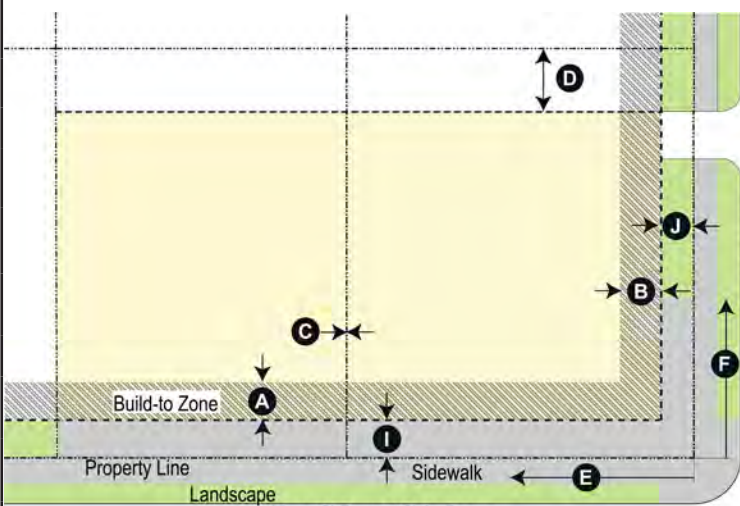 D
J
B
C
F
Build-to Zone
A
I
Property Line
Sidewalk
E
Landscape